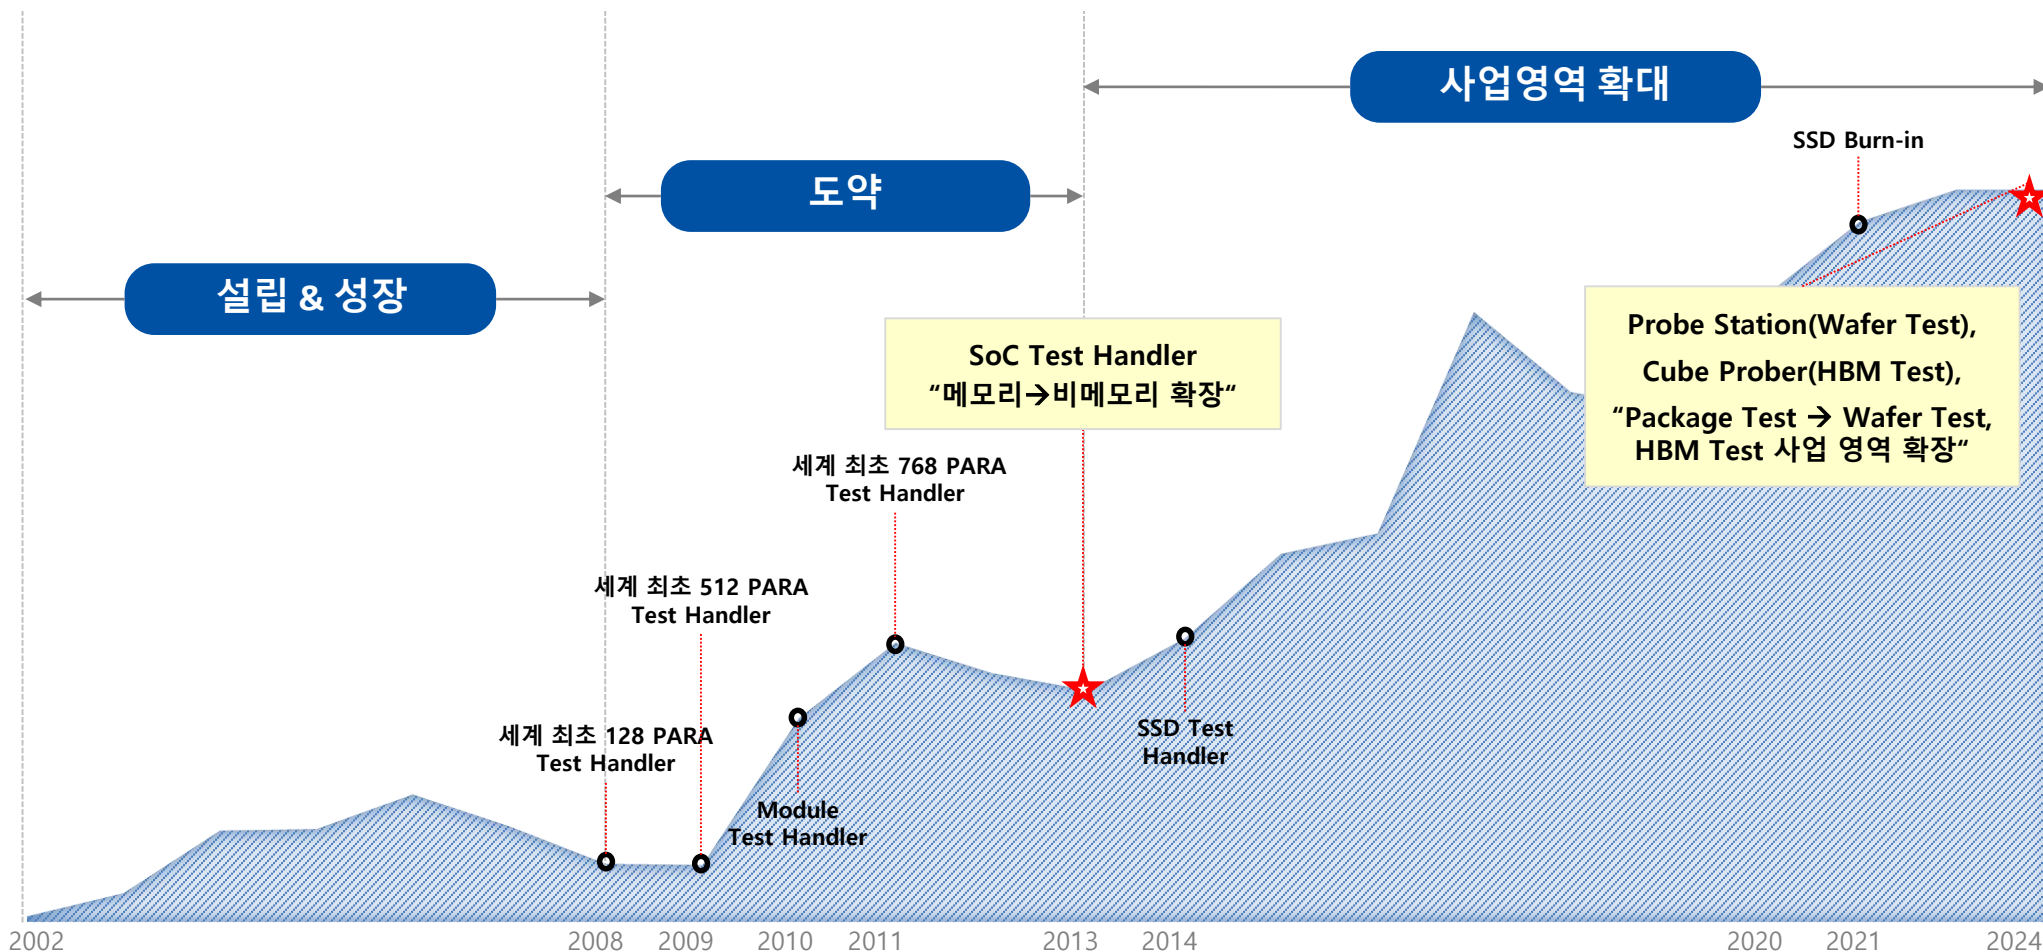 사업영역 확대
SSD Burn-in
도약
설립 & 성장
Probe Station(Wafer Test),
Cube Prober(HBM Test),
“Package Test → Wafer Test,
HBM Test 사업 영역 확장“
SoC Test Handler
“메모리→비메모리 확장“
세계 최초 768 PARA
Test Handler
세계 최초 512 PARA
Test Handler
세계 최초 128 PARA
Test Handler
SSD Test
Handler
Module
Test Handler
2002 2008 2009 2010 2011 2013 2014 2020 2021 2024